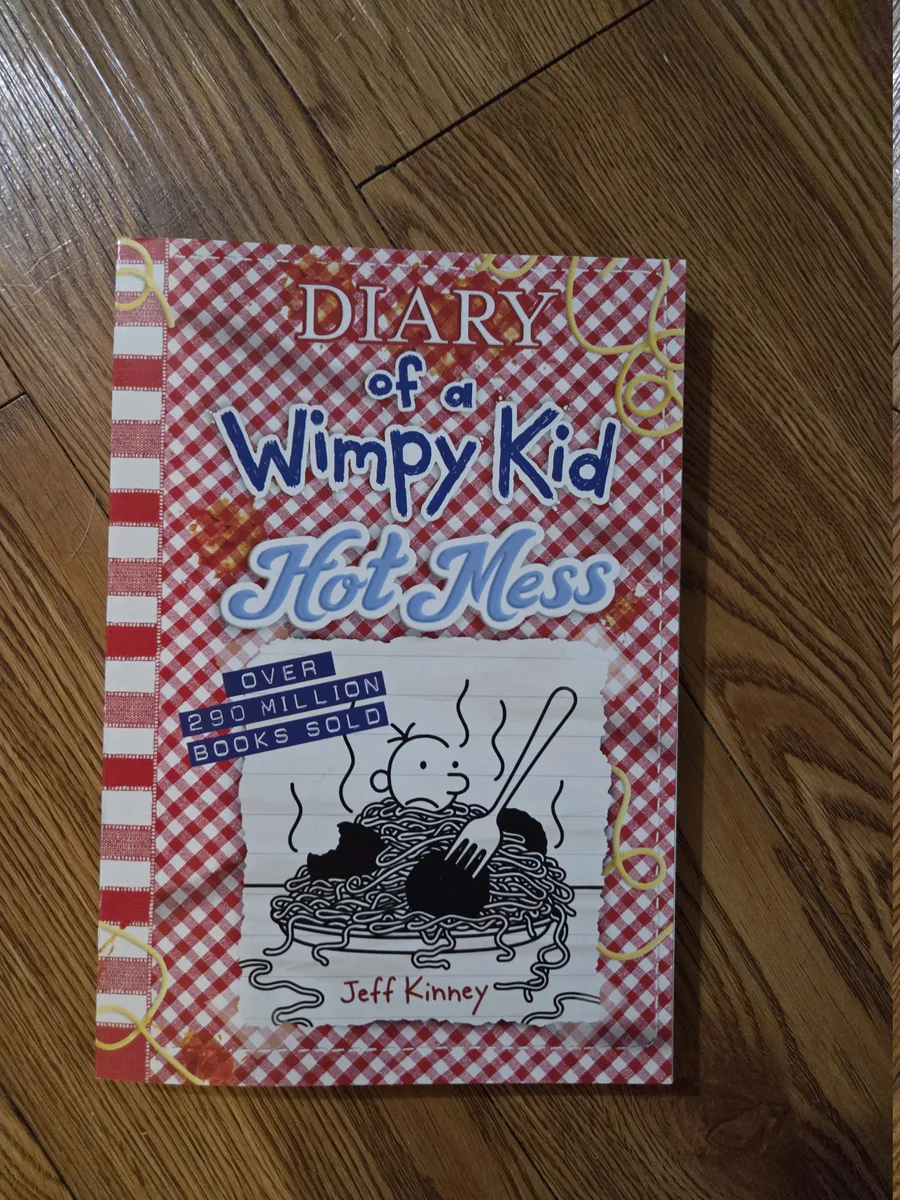 DIARY
of a
Wimpy Kid
Hot Mess
OVER
290 MILLION
BOOKS SOLD
Jeff Kinney